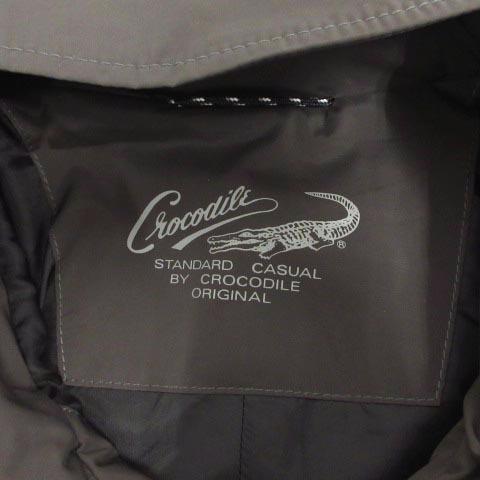 Crocodile
®
STANDARD CASUAL
BY CROCODILE
ORIGINAL